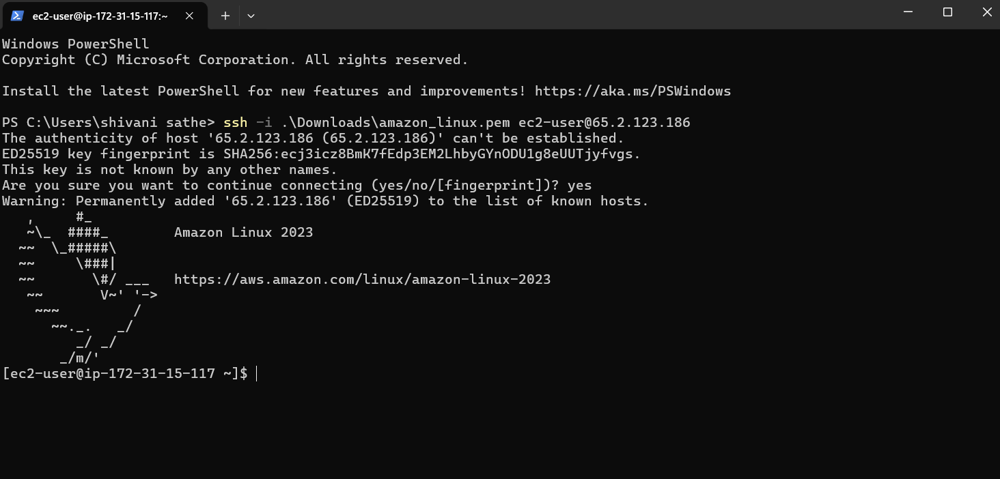 ec2-user@ip-172-31-15-117:~
Windows PowerShell
Copyright (C) Microsoft Corporation. All rights reserved.
Install the latest PowerShell for new features and improvements! https://aka.ms/PSWindows
PS C:\Users\shivani sathe> ssh -i .\Downloads\amazon_linux.pem ec2-user@65.2.123.186
The authenticity of host '65.2.123.186 (65.2.123.186)' can't be established.
ED25519 key fingerprint is SHA256:ecj3icz8BmK7fEdp3EM2LhbyGYnODU1g8eUUTjyfvgs.
This key is not known by any other names.
Are you sure you want to continue connecting (yes/no/[fingerprint])? yes
Warning: Permanently added '65.2.123.186' (ED25519) to the list of known hosts.
   ,     #_
   ~\_  ####_        Amazon Linux 2023
  ~~  \_#####\
  ~~     \###|
  ~~       \#/ ___   https://aws.amazon.com/linux/amazon-linux-2023
   ~~       V~' '->
    ~~~         /
      ~~._.   _/
         _/ _/
       _/m/'
[ec2-user@ip-172-31-15-117 ~]$